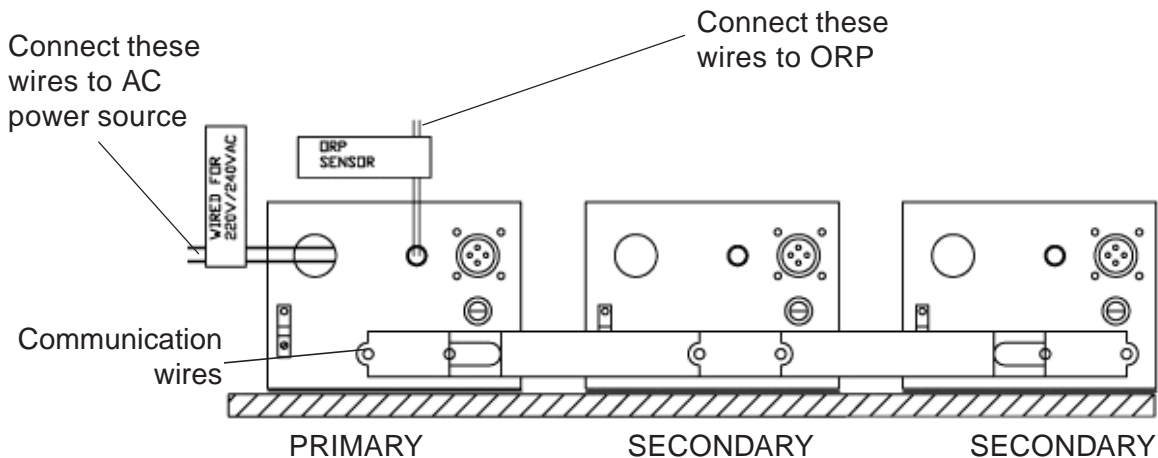 Connect these
wires to AC
power source
Connect these
wires to ORP
WIRED FOR
220V/240VAC
ORP
SENSOR
Communication
wires
PRIMARY
SECONDARY
SECONDARY